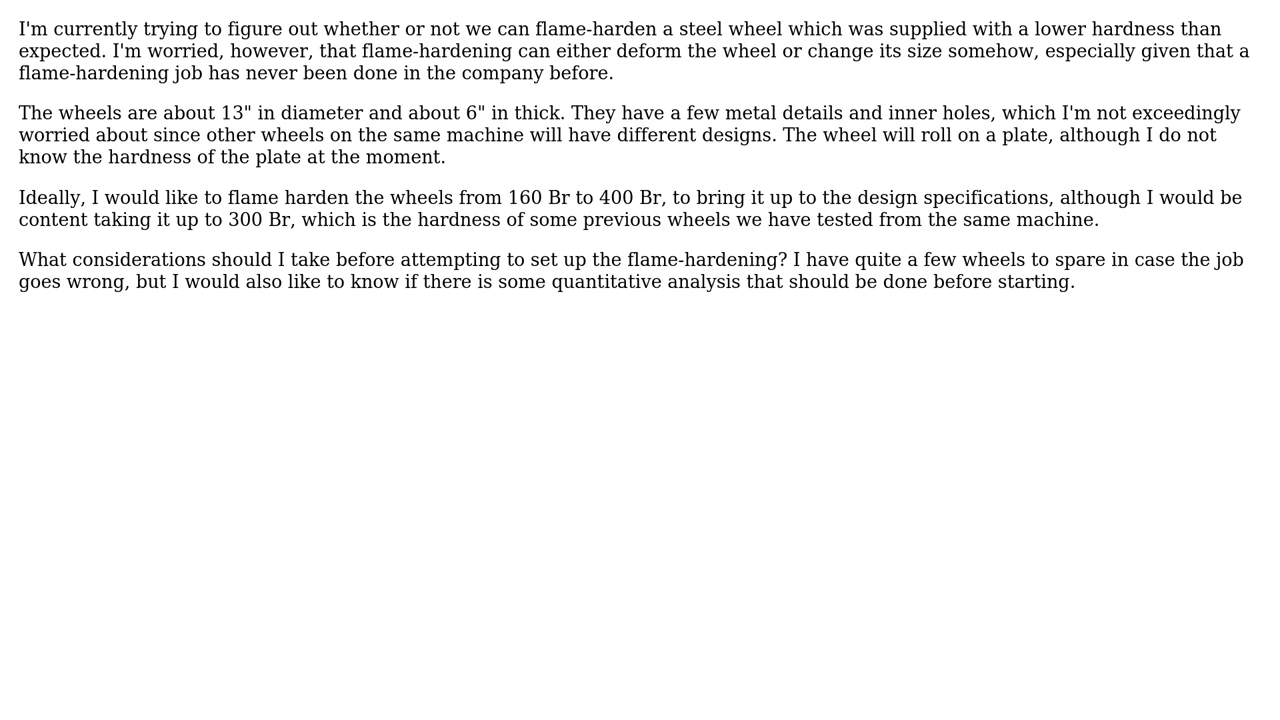 I'm currently trying to figure out whether or not we can flame-harden a steel wheel which was supplied with a lower hardness than
expected. I'm worried, however, that flame-hardening can either deform the wheel or change its size somehow, especially given that a
flame-hardening job has never been done in the company before.
The wheels are about 13" in diameter and about 6" in thick. They have a few metal details and inner holes, which I'm not exceedingly
worried about since other wheels on the same machine will have different designs. The wheel will roll on a plate, although I do not
know the hardness of the plate at the moment.
Ideally, I would like to flame harden the wheels from 160 Br to 400 Br, to bring it up to the design specifications, although I would be
content taking it up to 300 Br, which is the hardness of some previous wheels we have tested from the same machine.
What considerations should I take before attempting to set up the flame-hardening? I have quite a few wheels to spare in case the job
goes wrong, but I would also like to know if there is some quantitative analysis that should be done before starting.